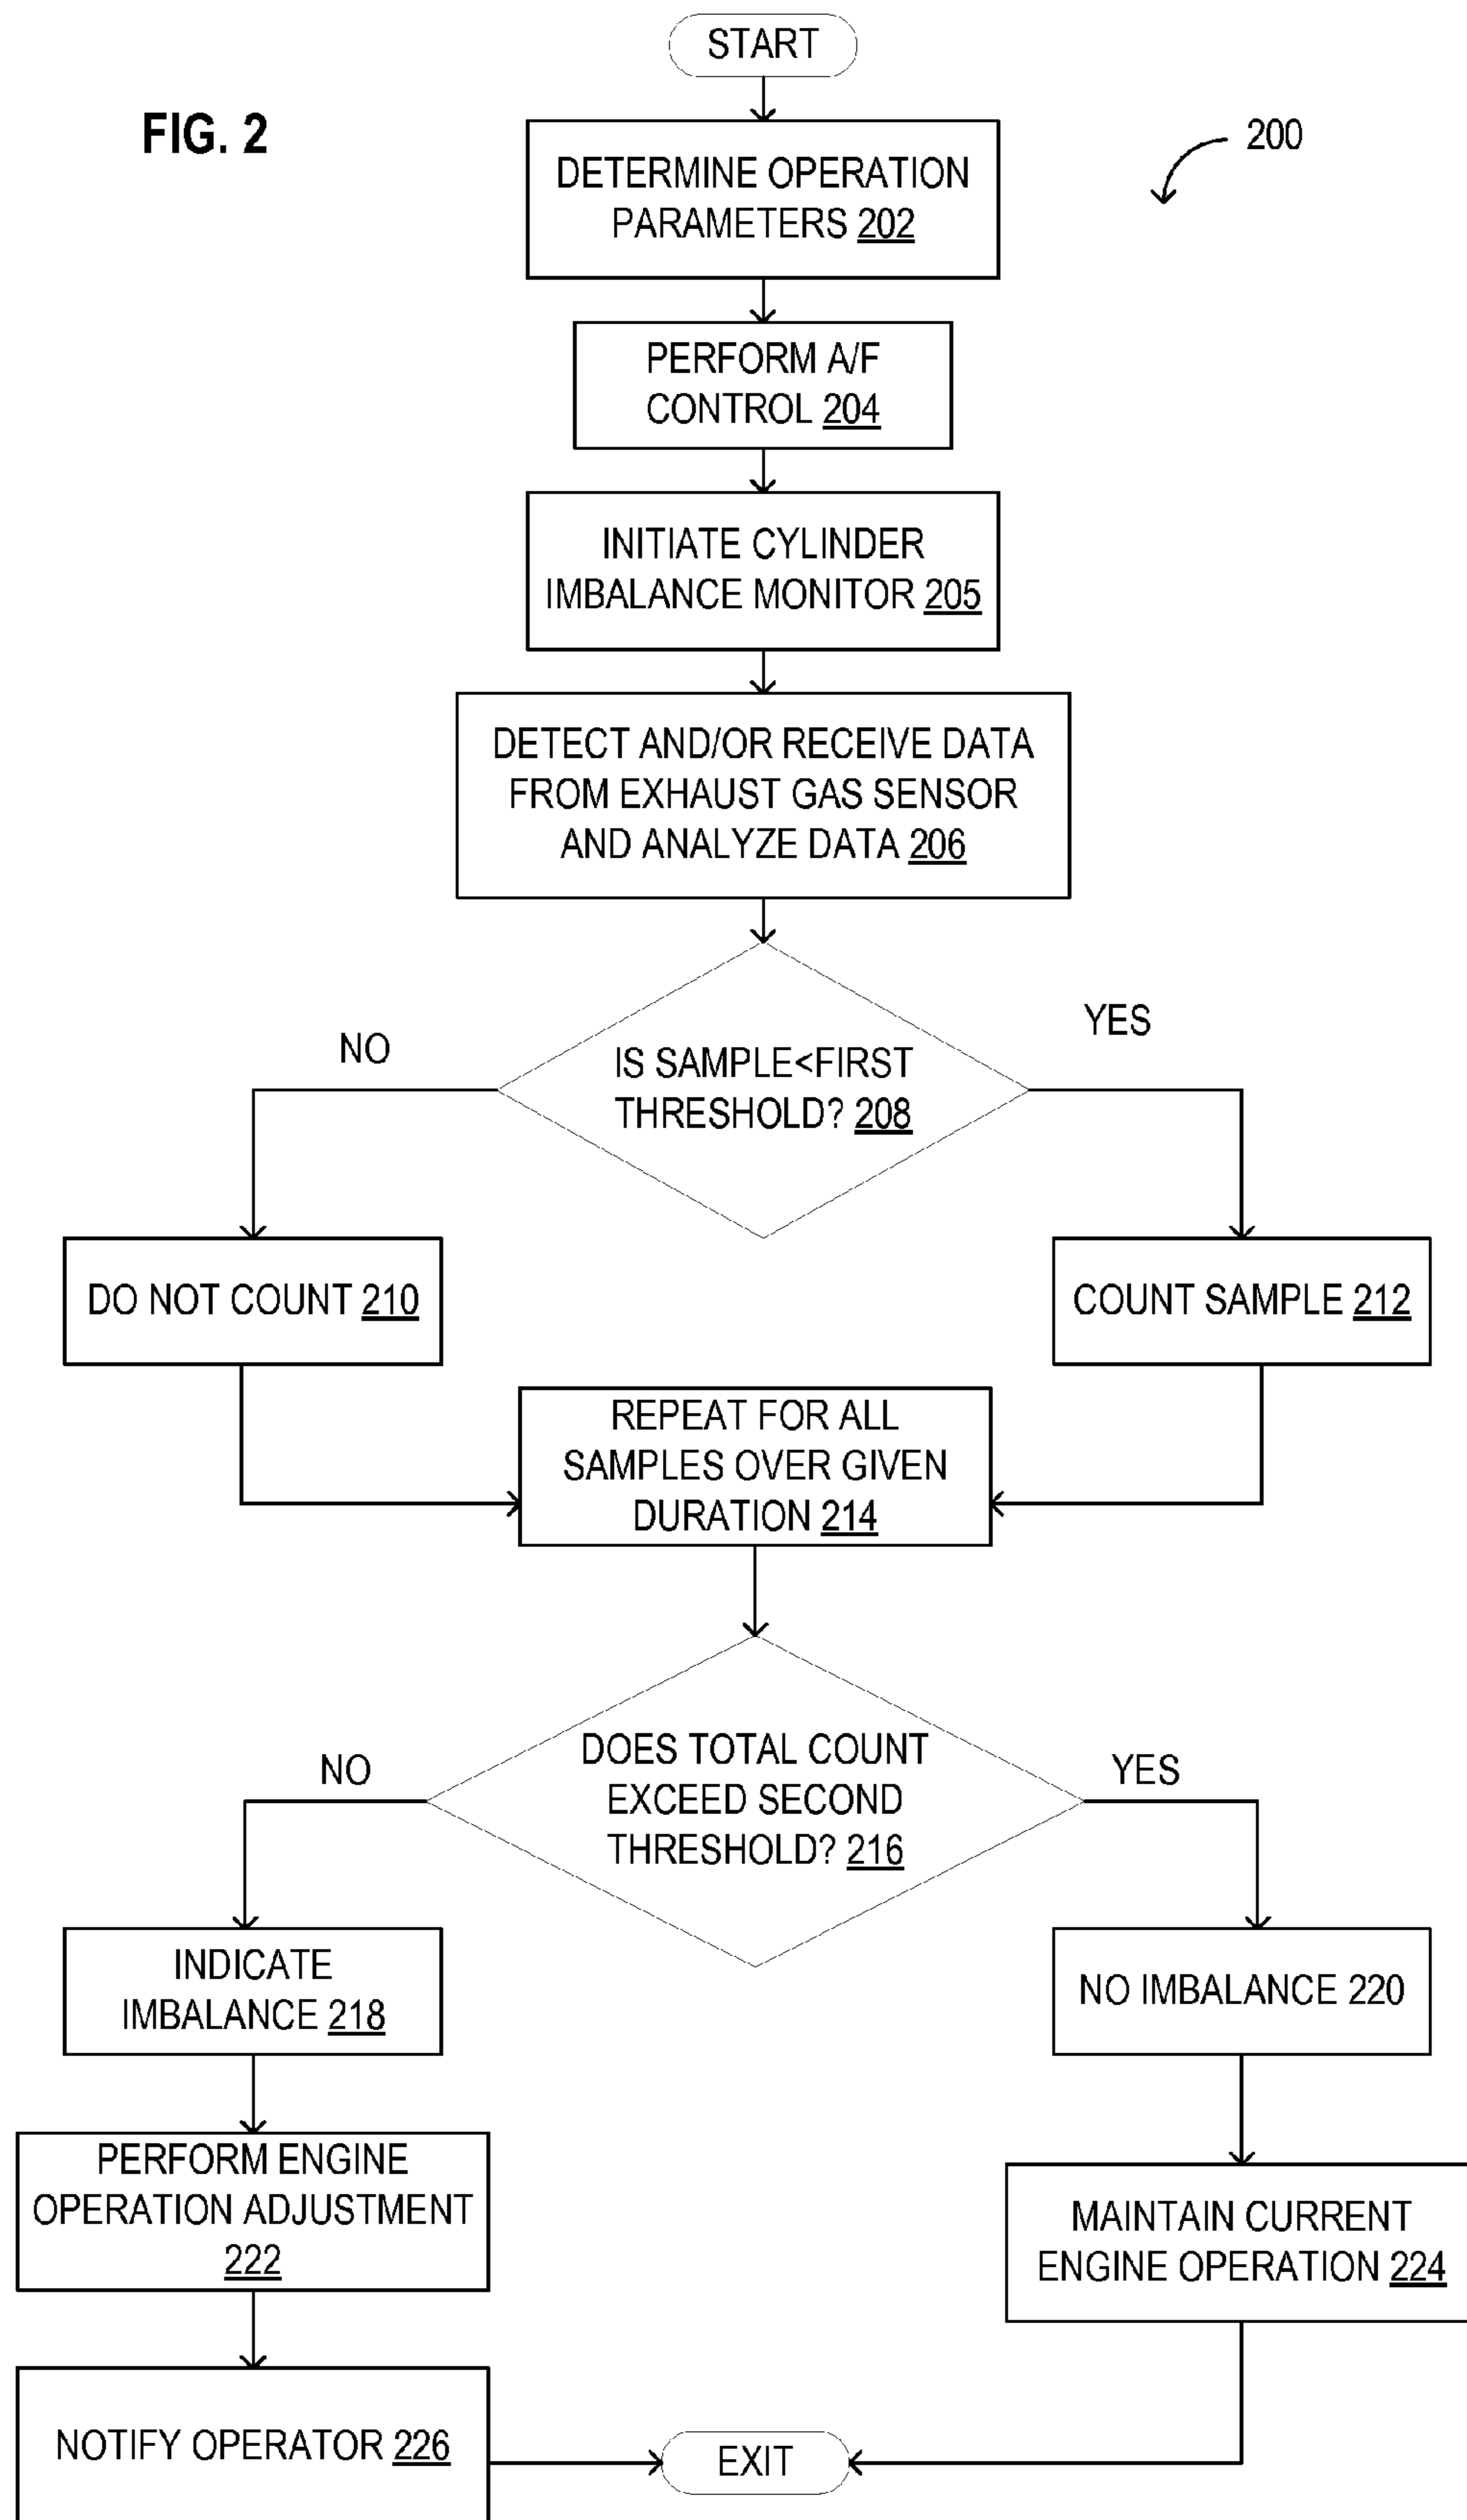 START
FIG. 2
200
DETERMINE OPERATION
PARAMETERS 202
PERFORM A/F
CONTROL 204
INITIATE CYLINDER
IMBALANCE MONITOR 205
DETECT AND/OR RECEIVE DATA
FROM EXHAUST GAS SENSOR
AND ANALYZE DATA 206
NO
YES
IS SAMPLE<FIRST
THRESHOLD? 208
DO NOT COUNT 210
COUNT SAMPLE 212
REPEAT FOR ALL
SAMPLES OVER GIVEN
DURATION 214
NO
YES
DOES TOTAL COUNT
EXCEED SECOND
THRESHOLD? 216
INDICATE
IMBALANCE 218
NO IMBALANCE 220
PERFORM ENGINE
OPERATION ADJUSTMENT
222
MAINTAIN CURRENT
ENGINE OPERATION 224
NOTIFY OPERATOR 226
EXIT